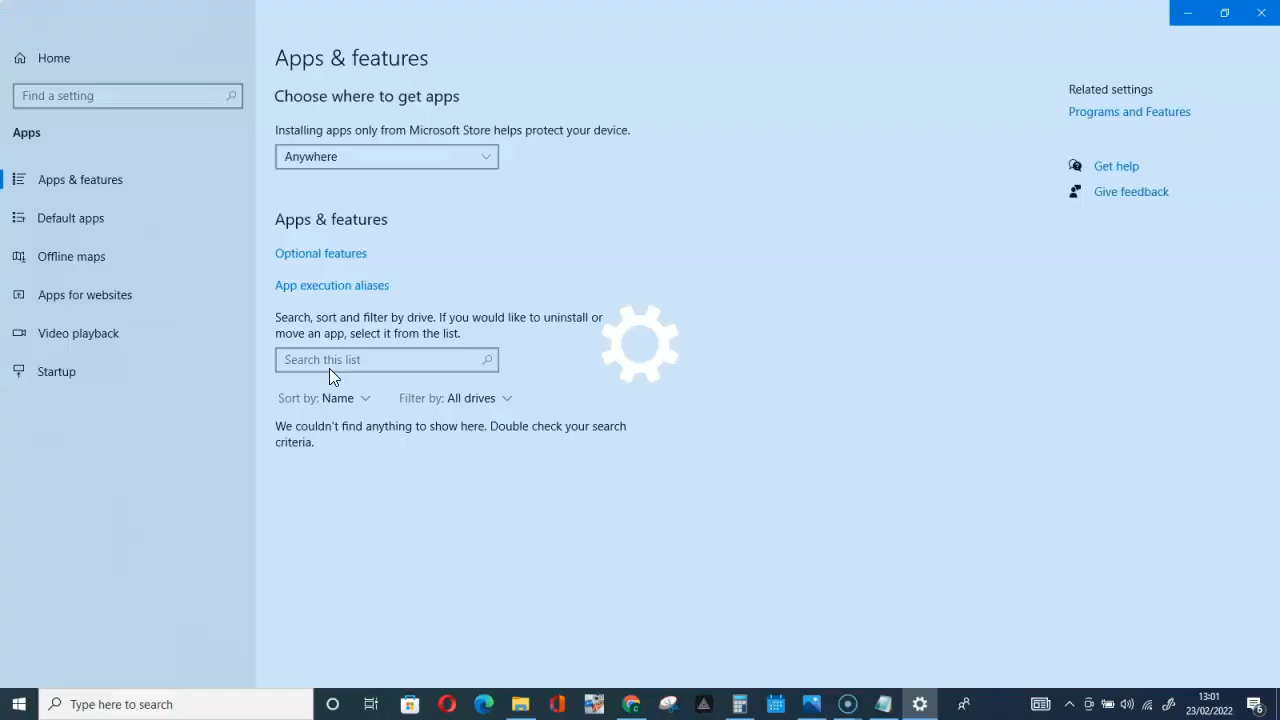 Home
Find a setting
Apps
Apps & features
Default apps
Offline maps
Apps for websites
Video playback
Startup
Apps & features
Choose where to get apps
Installing apps only from Microsoft Store helps protect your device.
Anywhere
Apps & features
Optional features
App execution aliases
Search, sort and filter by drive. If you would like to uninstall or
move an app, select it from the list.
Search this list
Sort by: Name Filter by: All drives
We couldn't find anything to show here. Double check your search
criteria.
Related settings
Programs and Features
Get help
Give feedback
Type here to search
13:01
23/02/2022
6